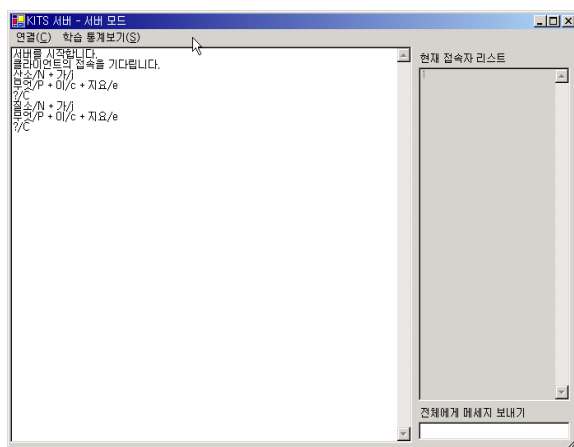 KITS 서버 - 서버 모드
연결(C) 학습 통계보기(S)
서버를 시작합니다.
클라이언트의 접속을 기다립니다.
산소/N + 가/j
무엇/P + 이/c + 지요/e
?/C
질소/N + 가/j
무엇/P + 이/c + 지요/e
?/C
현재 접속자 리스트
1
전체에게 메세지 보내기